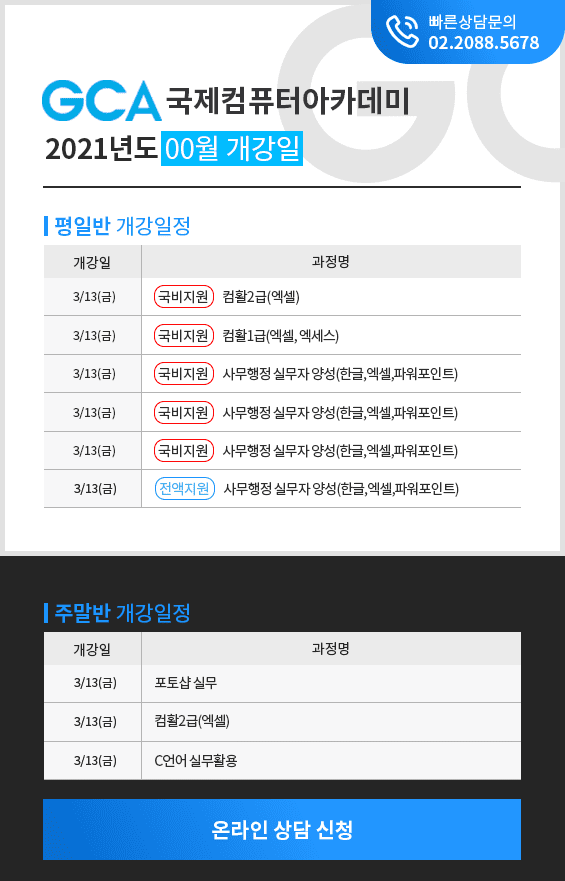 빠른상담문의
02.2088.5678
GCA 국제컴퓨터아카데미
2021년도 00월 개강일
평일반 개강일정
개강일 과정명
3/13(금) 국비지원 컴활2급(엑셀)
3/13(금) 국비지원 컴활1급(엑셀, 엑세스)
3/13(금) 국비지원 사무행정 실무자 양성(한글,엑셀,파워포인트)
3/13(금) 국비지원 사무행정 실무자 양성(한글,엑셀,파워포인트)
3/13(금) 국비지원 사무행정 실무자 양성(한글,엑셀,파워포인트)
3/13(금) 전액지원 사무행정 실무자 양성(한글,엑셀,파워포인트)
주말반 개강일정
개강일 과정명
3/13(금) 포토샵 실무
3/13(금) 컴활2급(엑셀)
3/13(금) C언어 실무활용
온라인 상담 신청